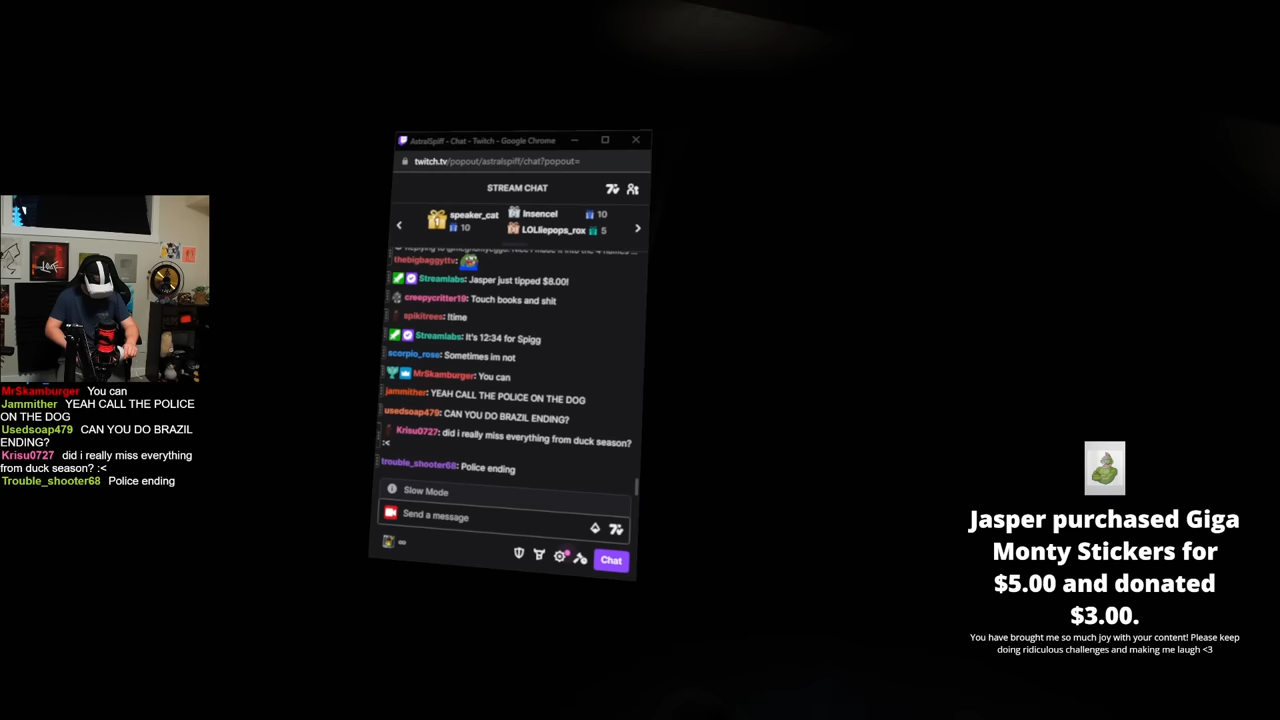 AstralSpiff - Chat - Twitch - Google Chrome
twitch.tv/popout/astralspiff/chat?popout=
STREAM CHAT
speaker_cat
10
Insencel 10
LOLliepops_rox 5
thebigbaggyttv:
Streamlabs: Jasper just tipped $8.00!
creepycritter19: Touch books and shit
spikitrees: !time
Streamlabs: It's 12:34 for Spigg
scorpio_ross: Sometimes im not
Mr$kamburger: You can
jammither: YEAH CALL THE POLICE ON THE DOG
usedsoap479: CAN YOU DO BRAZIL ENDING?
Krisu0727: did i really miss everything from duck season?
:<
trouble_shooter68: Police ending
Slow Mode
Send a message
Chat
Mr$kamburger You can
Jammither YEAH CALL THE POLICE
ON THE DOG
Usedsoap479 CAN YOU DO BRAZIL
ENDING?
Krisu0727 did i really miss everything
from duck season? :<
Trouble_shooter68 Police ending
Jasper purchased Giga
Monty Stickers for
$5.00 and donated
$3.00.
You have brought me so much joy with your content! Please keep
doing ridiculous challenges and making me laugh <3